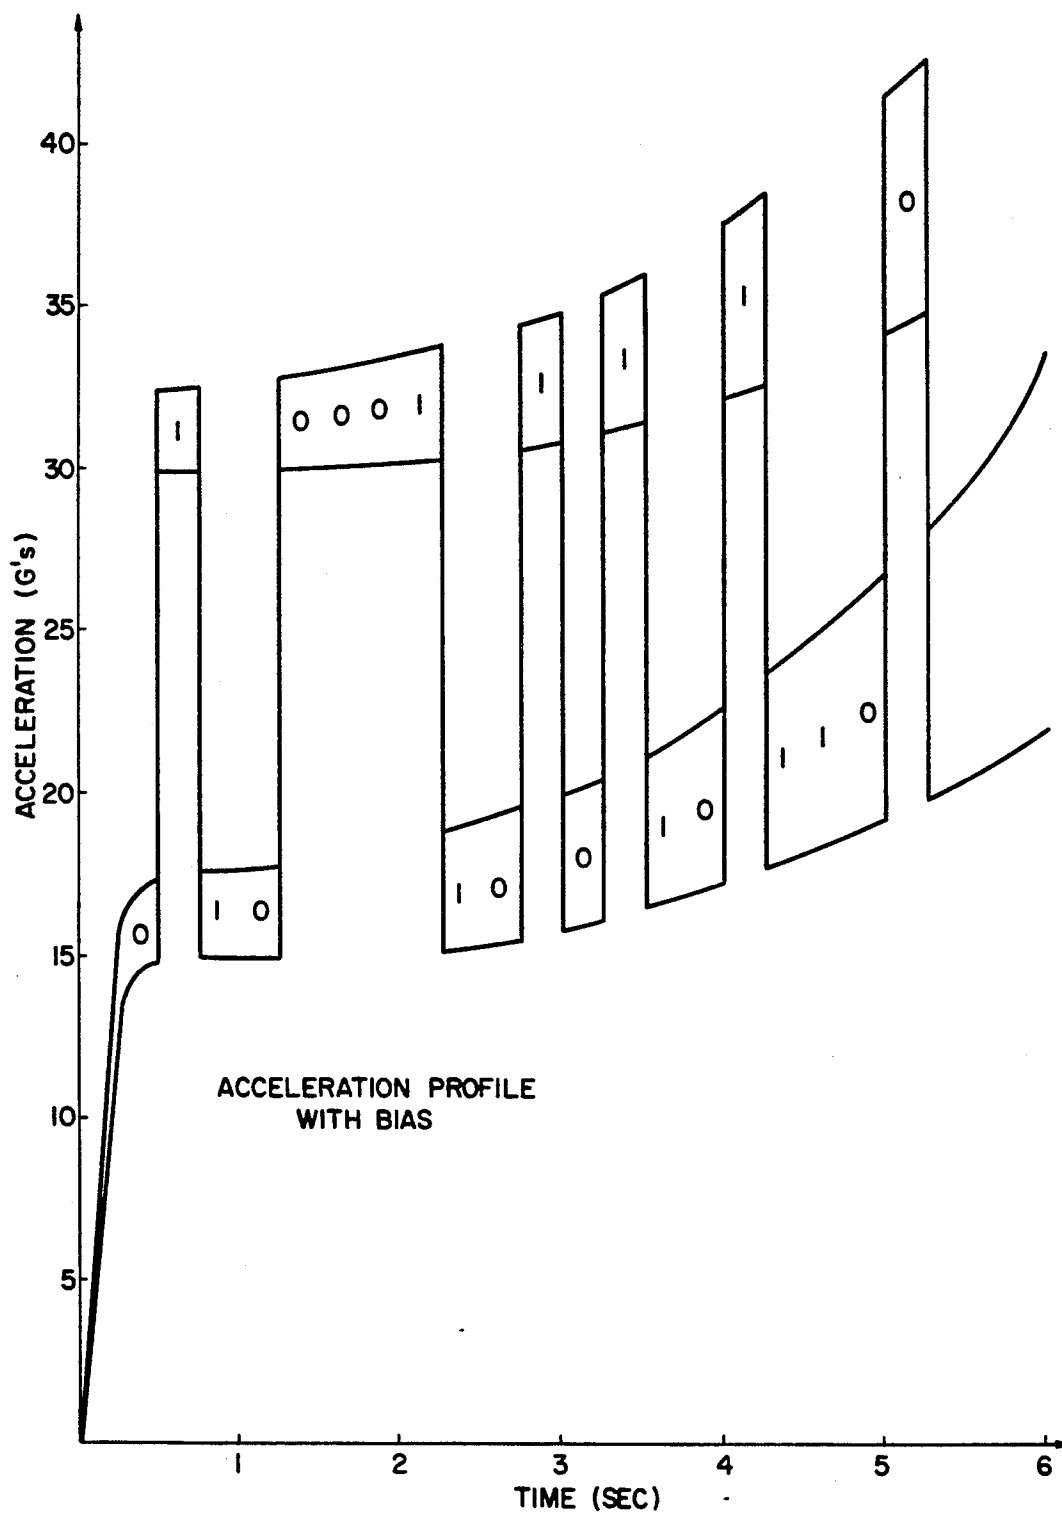 40
35
30
25
20
15
10
5
ACCELERATION (G's)
0
1
1 0
0 0 0 1
1 0
1
0
1
1 0
1
1 1 0
0
ACCELERATION PROFILE
WITH BIAS
1 2 3 4 5 6
TIME (SEC)